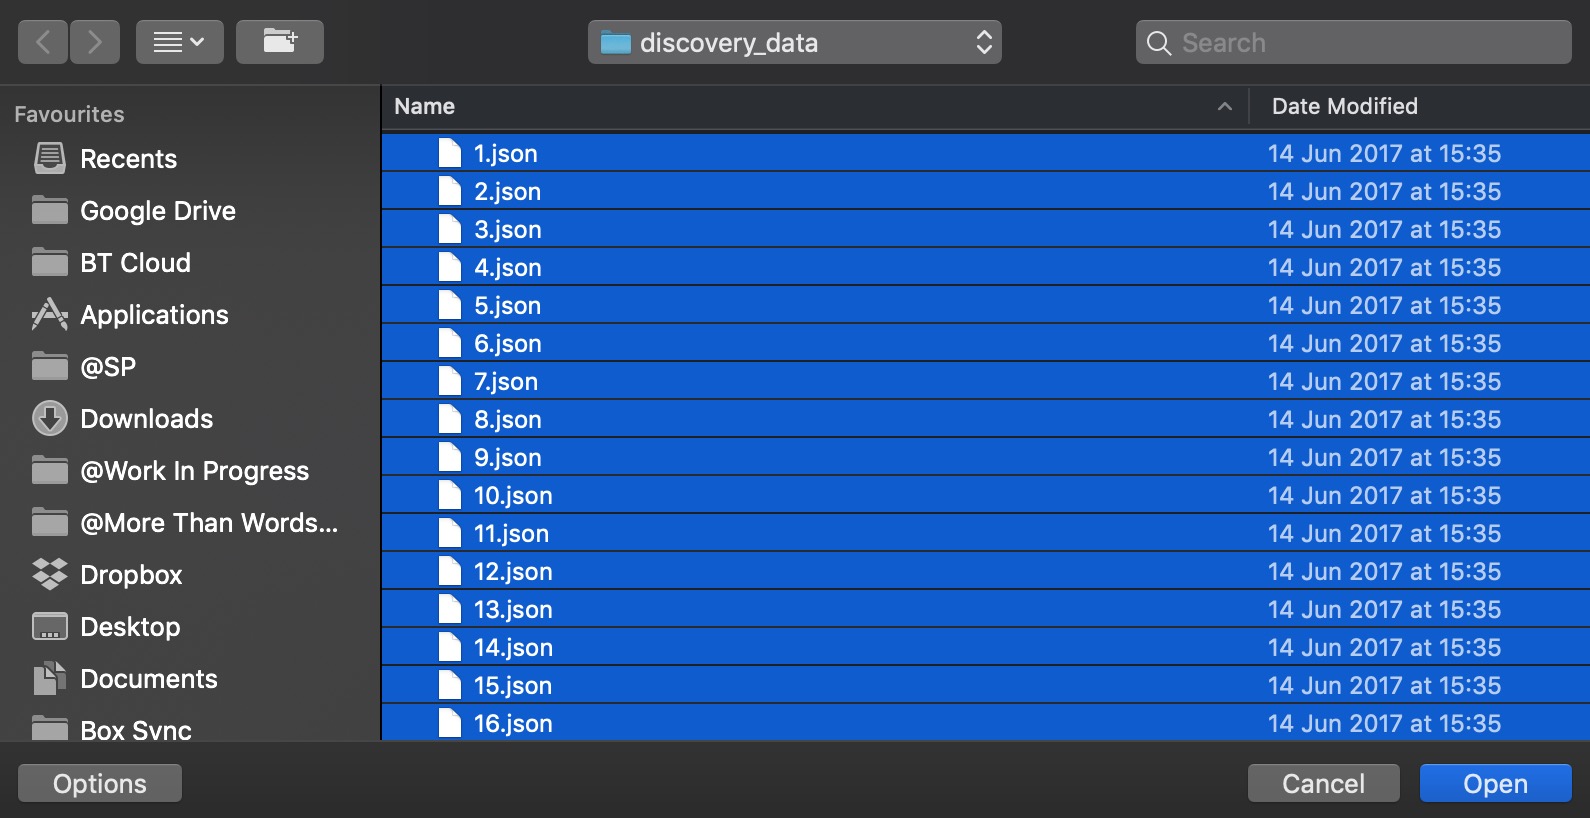 discovery_data
Search
Favourites
Recents
Google Drive
BT Cloud
Applications
@SP
Downloads
@Work In Progress
@More Than Words...
Dropbox
Desktop
Documents
Box Sync
Name Date Modified
1.json 14 Jun 2017 at 15:35
2.json 14 Jun 2017 at 15:35
3.json 14 Jun 2017 at 15:35
4.json 14 Jun 2017 at 15:35
5.json 14 Jun 2017 at 15:35
6.json 14 Jun 2017 at 15:35
7.json 14 Jun 2017 at 15:35
8.json 14 Jun 2017 at 15:35
9.json 14 Jun 2017 at 15:35
10.json 14 Jun 2017 at 15:35
11.json 14 Jun 2017 at 15:35
12.json 14 Jun 2017 at 15:35
13.json 14 Jun 2017 at 15:35
14.json 14 Jun 2017 at 15:35
15.json 14 Jun 2017 at 15:35
16.json 14 Jun 2017 at 15:35
Options
Cancel
Open